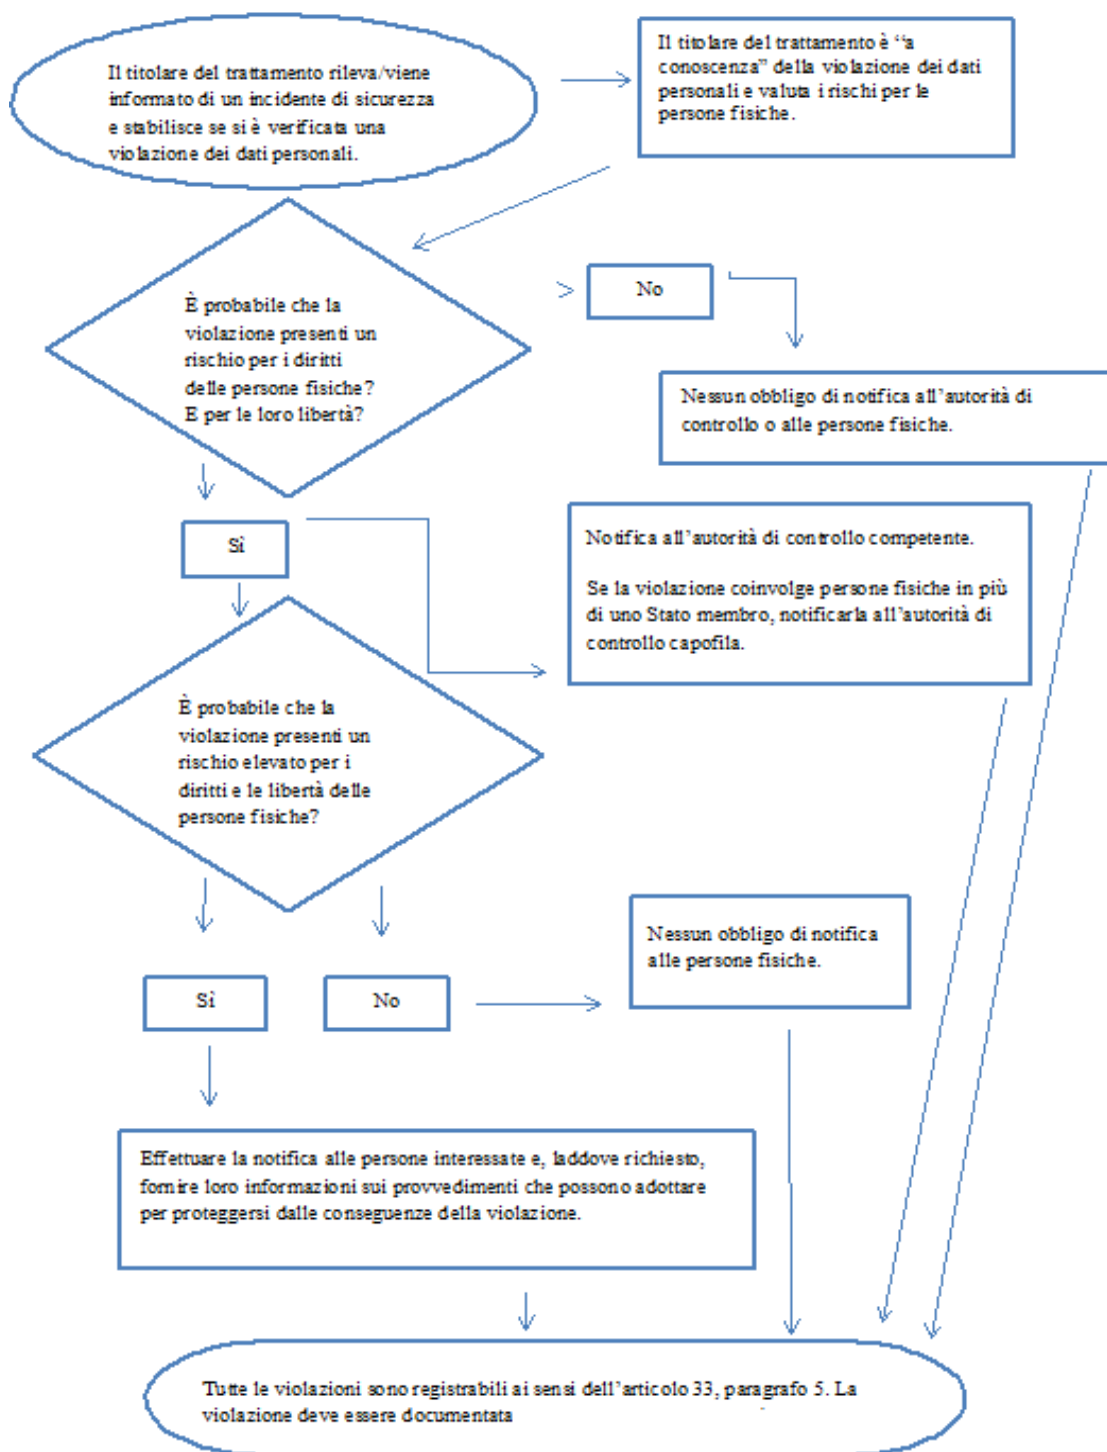 Il titolare del trattamento rileva/viene
informato di un incidente di sicurezza
e stabilisce se si è verificata una
violazione dei dati personali.
Il titolare del trattamento è “a
conoscenza” della violazione dei dati
personali e valuta i rischi per le
persone fisiche.
È probabile che la
violazione presenti un
rischio per i diritti
delle persone fisiche?
E per le loro libertà?
No
Nessun obbligo di notifica all’autorità di
controllo o alle persone fisiche.
Sì
Notifica all’autorità di controllo competente.
Se la violazione coinvolge persone fisiche in più
di uno Stato membro, notificarla all’autorità di
controllo capofila.
È probabile che la
violazione presenti un
rischio elevato per i
diritti e le libertà delle
persone fisiche?
Sì
No
Nessun obbligo di notifica
alle persone fisiche.
Effettuare la notifica alle persone interessate e, laddove richiesto,
fornire loro informazioni sui provvedimenti che possono adottare
per proteggersi dalle conseguenze della violazione.
Tutte le violazioni sono registrabili ai sensi dell’articolo 33, paragrafo 5. La
violazione deve essere documentata